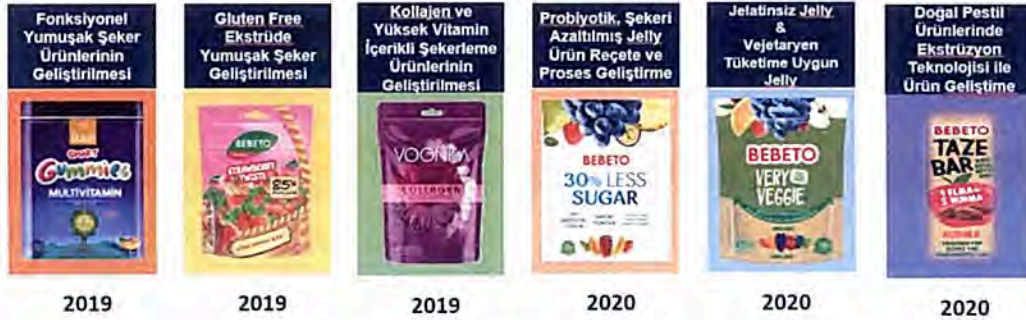 Fonksiyonel
Yumuşak Şeker
Ürünlerinin
Geliştirilmesi
Gluten Free
Ekstrüde
Yumuşak Şeker
Geliştirilmesi
Kollajen ve
Yüksek Vitamin
İçerikli Şekerleme
Ürünlerinin
Geliştirilmesi
Probiyotik, Şekeri
Azaltılmış Jelly
Ürün Reçete ve
Proses Geliştirme
Jelatinsiz Jelly
&
Vejetaryen
Tüketime Uygun
Jelly
Doğal Pestil
Ürünlerinde
Ekstrüzyon
Teknolojisi ile
Ürün Geliştime
Gummies
MULTIVITAMIN
BEBETO
STRAWBERRY
TWISTS
COLLAGEN
BEBETO
30% LESS
SUGAR
BEBETO
VERY
VEGGIE
BEBETO
TAZE
BAR
2019
2019
2019
2020
2020
2020